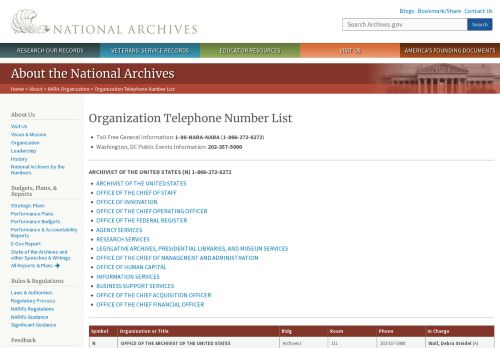 NATIONAL ARCHIVES
Blogs · Bookmark/Share · Contact Us
Search Archives.gov
Search
RESEARCH OUR RECORDS
VETERANS' SERVICE RECORDS
EDUCATOR RESOURCES
VISIT US
AMERICA'S FOUNDING DOCUMENTS
About the National Archives
Home > About > NARA Organization > Organization Telephone Number List
About Us
Visit Us
Vision & Mission
Organization
Leadership
History
National Archives by the
Numbers
Budgets, Plans, &
Reports
Strategic Plans
Performance Plans
Performance Budgets
Performance & Accountability
Reports
E-Gov Report
State of the Archives and
other Speeches & Writings
All Reports & Plans →
Rules & Regulations
Laws & Authorities
Regulatory Process
NARA's Regulations
NARA's Guidance
Significant Guidance
Feedback
Organization Telephone Number List
• Toll Free General Information: 1-86-NARA-NARA (1-866-272-6272)
• Washington, DC Public Events Information: 202-357-5000
ARCHIVIST OF THE UNITED STATES (N) 1-866-272-6272
• ARCHIVIST OF THE UNITED STATES
• OFFICE OF THE CHIEF OF STAFF
• OFFICE OF INNOVATION
• OFFICE OF THE CHIEF OPERATING OFFICER
• OFFICE OF THE FEDERAL REGISTER
• AGENCY SERVICES
• RESEARCH SERVICES
• LEGISLATIVE ARCHIVES, PRESIDENTIAL LIBRARIES, AND MUSEUM SERVICES
• OFFICE OF THE CHIEF OF MANAGEMENT AND ADMINISTRATION
• OFFICE OF HUMAN CAPITAL
• INFORMATION SERVICES
• BUSINESS SUPPORT SERVICES
• OFFICE OF THE CHIEF ACQUISITION OFFICER
• OFFICE OF THE CHIEF FINANCIAL OFFICER
Symbol Organization or Title Bldg Room Phone In Charge
N OFFICE OF THE ARCHIVIST OF THE UNITED STATES Archives I 111 202-357-5900 Wall, Debra Steidel (A)